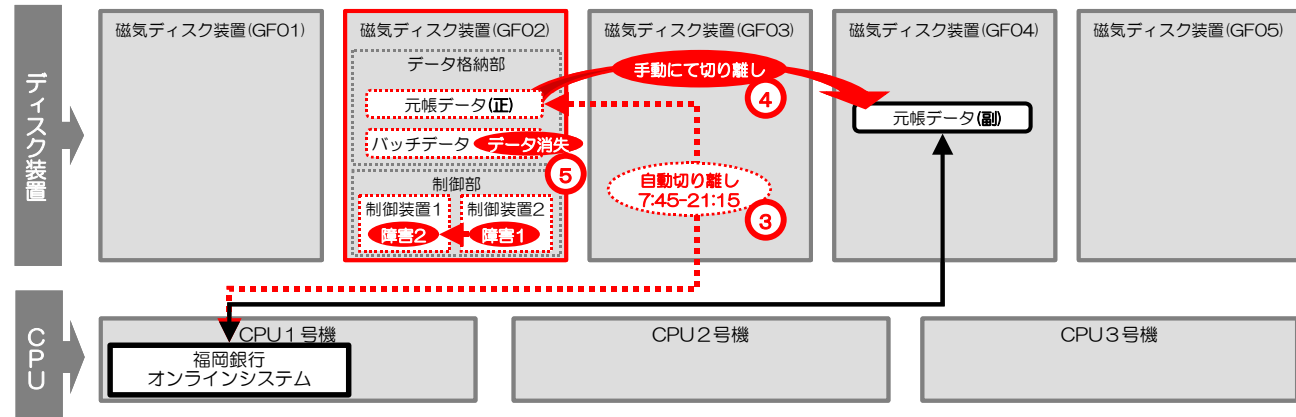 ディスク装置
磁気ディスク装置(GF01)
磁気ディスク装置(GF02)
磁気ディスク装置(GF03)
磁気ディスク装置(GF04)
磁気ディスク装置(GF05)
データ格納部
手動にて切り離し
④
元帳データ(正)
元帳データ(副)
バッチデータ
データ消失
⑤
制御部
自動切り離し
7:45-21:15
③
制御装置1
制御装置2
障害2
障害1
CPU
CPU1号機
CPU2号機
CPU3号機
福岡銀行
オンラインシステム